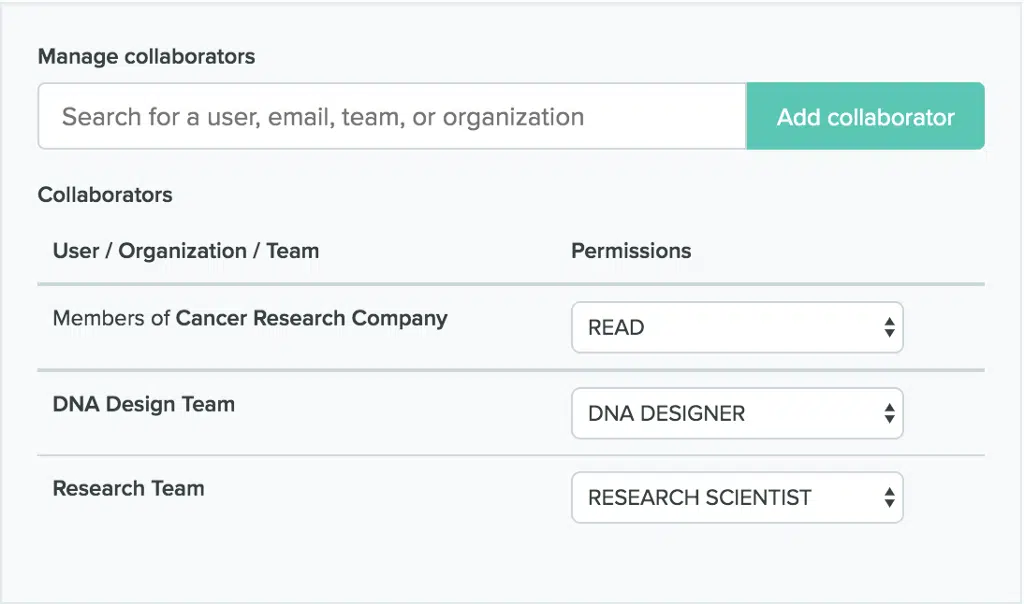 Manage collaborators
Search for a user, email, team, or organization
Add collaborator
Collaborators
User / Organization / Team
Permissions
Members of Cancer Research Company
READ
DNA Design Team
DNA DESIGNER
Research Team
RESEARCH SCIENTIST